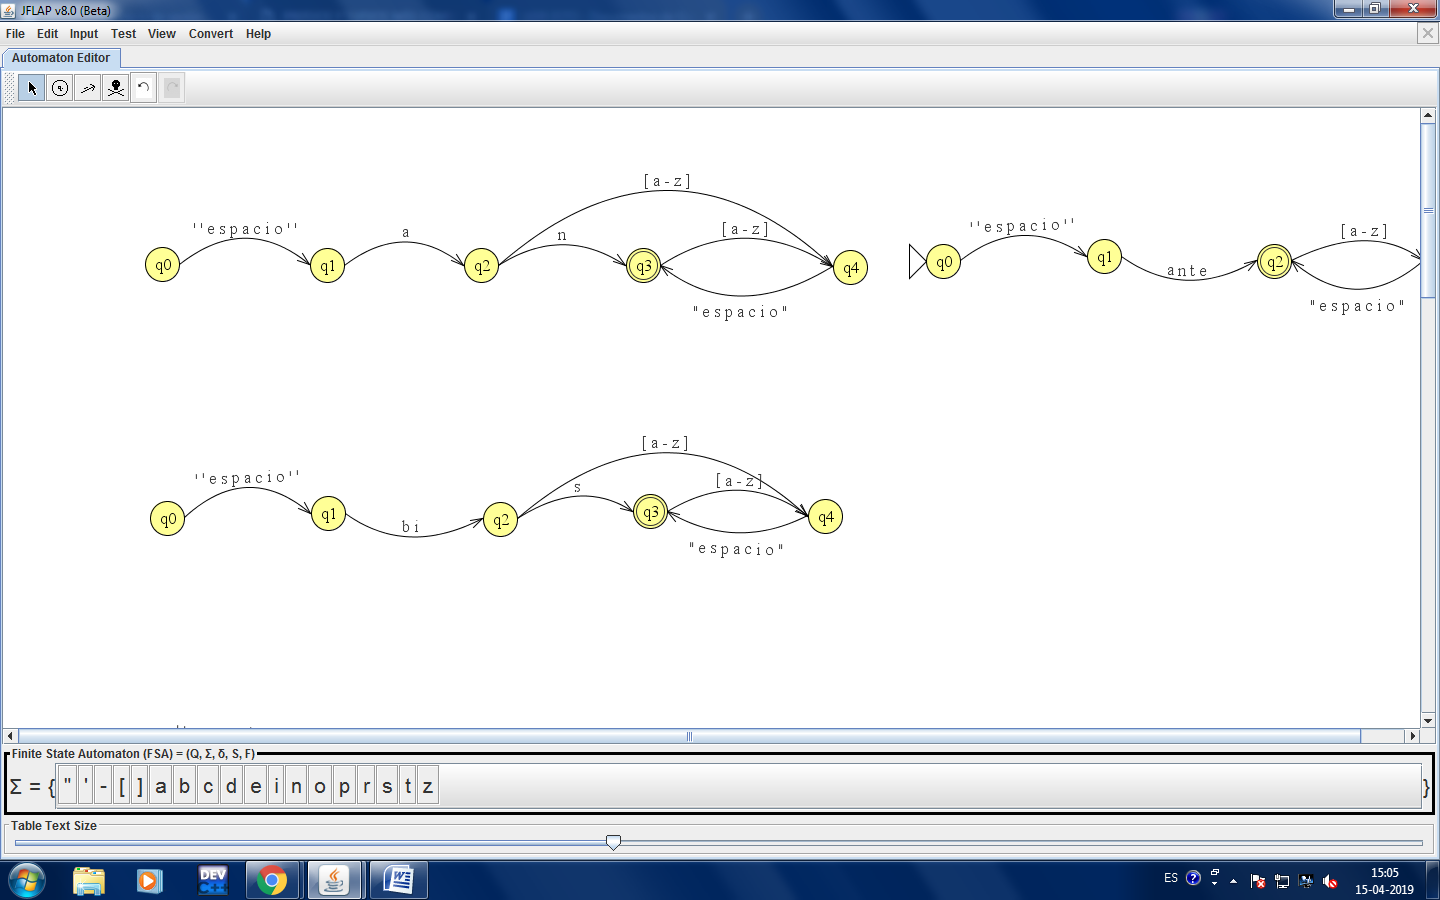 JFLAP v8.0 (Beta)
File Edit Input Test View Convert Help
Automaton Editor
[a-z]
''espacio'' a n [a-z]
q0 q1 q2 q3 q4
"espacio"
''espacio'' [a-z]
q0 q1 ante q2
"espacio"
[a-z]
''espacio'' s [a-z]
q0 q1 bi q2 q3 q4
"espacio"
Finite State Automaton (FSA) = (Q, Σ, δ, S, F)
Σ = { " ' - [ ] a b c d e i n o p r s t z }
Table Text Size
DEV
C++
W
ES
15:05
15-04-2019